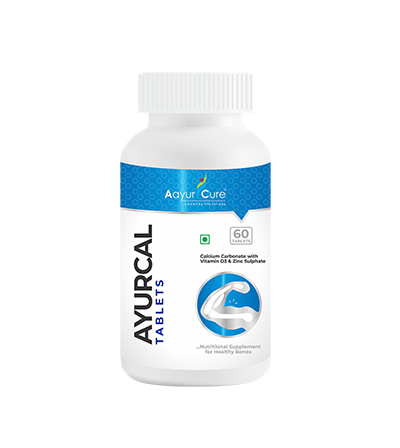 Aayur Cure
60
TABLETS
AYURCAL
TABLETS
Calcium Carbonate with
Vitamin D3 & Zinc Sulphate
...Nutritional Supplement
for Healthy Bones